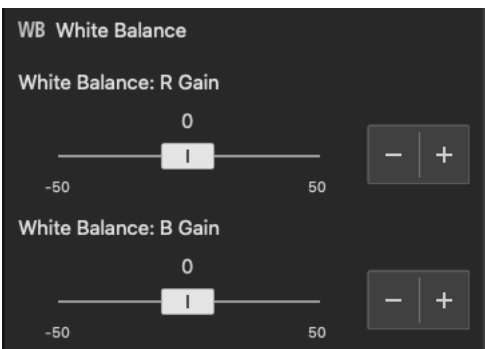 WB White Balance
White Balance: R Gain
0
− +
-50 50
White Balance: B Gain
0
− +
-50 50